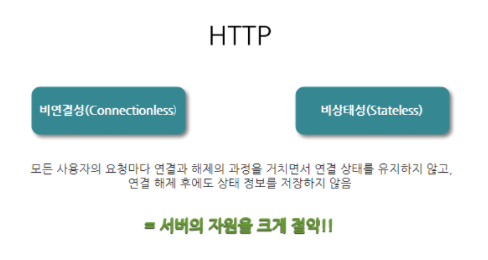 HTTP
비연결성(Connectionless)
비상태성(Stateless)
모든 사용자의 요청마다 연결과 해제의 과정을 거치면서 연결 상태를 유지하지 않고,
연결 해제 후에도 상태 정보를 저장하지 않음
= 서버의 자원을 크게 절약!!